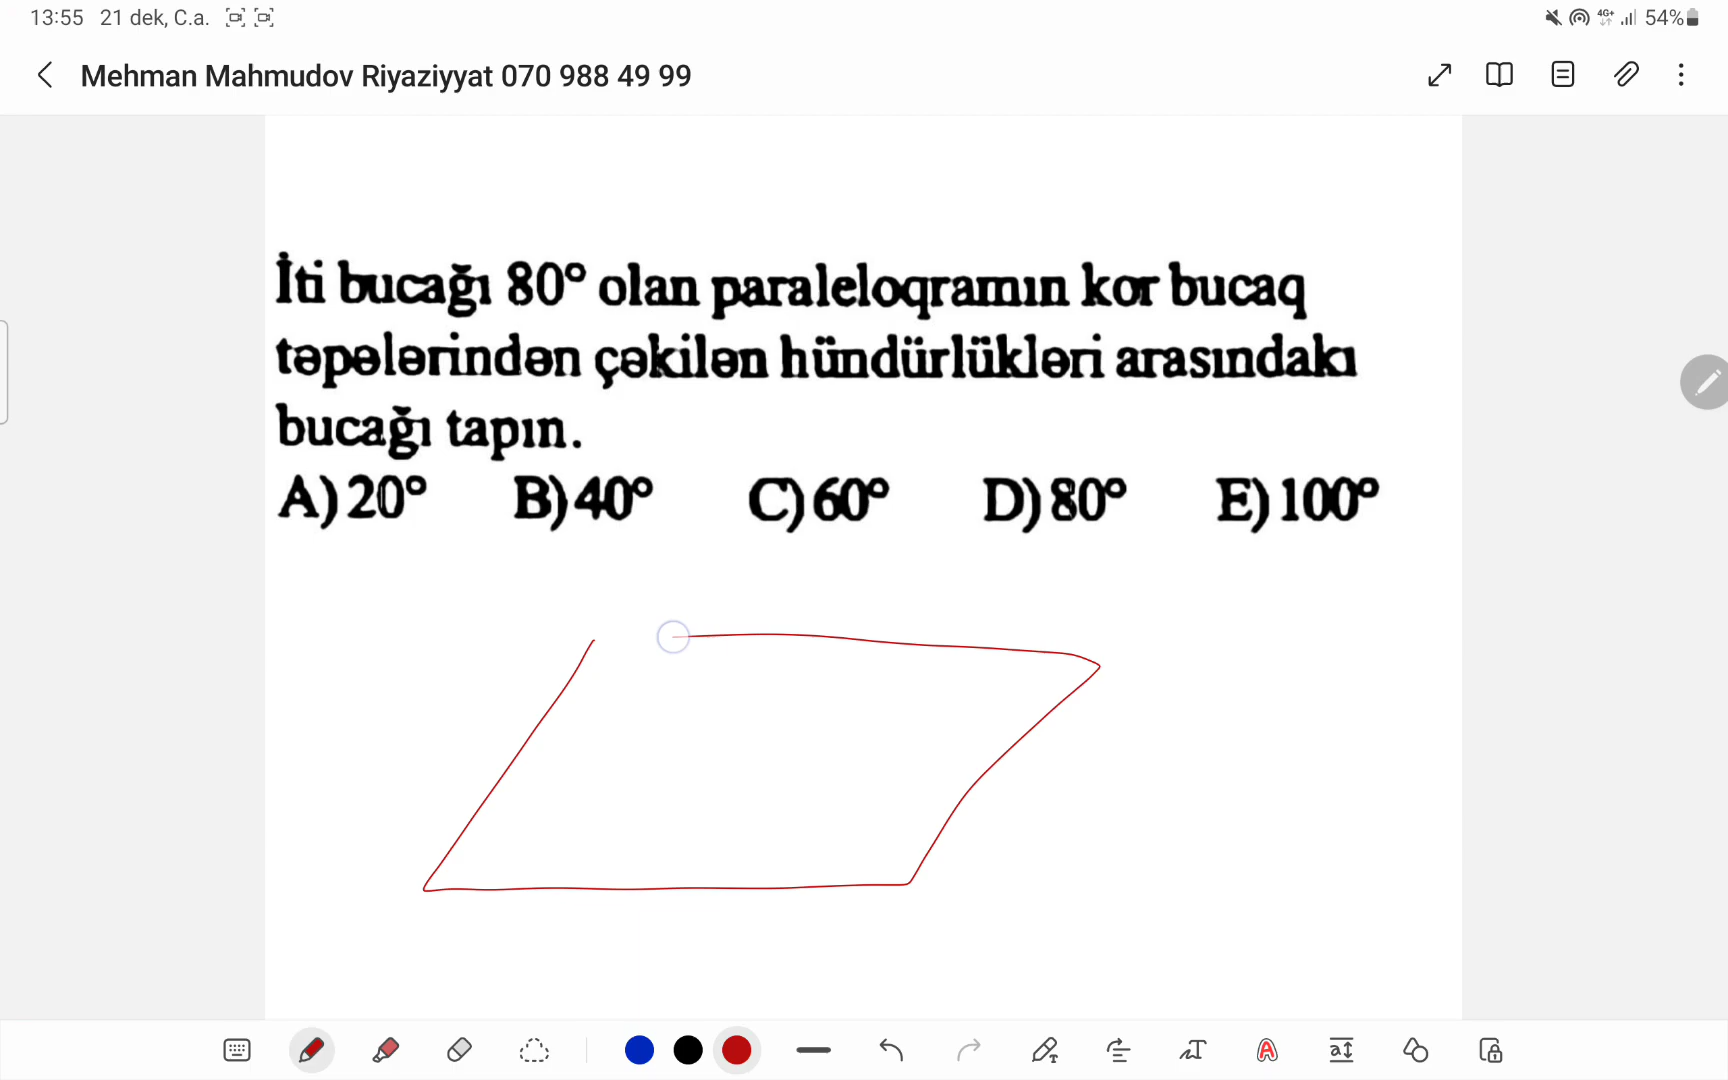 13:55 21 dek, C.a. 4G+ 54%
Mehman Mahmudov Riyaziyyat 070 988 49 99
İti bucağı 80° olan paraleloqramın kor bucaq
təpələrindən çəkilən hündürlükləri arasındakı
bucağı tapın.
A) 20° B) 40° C) 60° D) 80° E) 100°